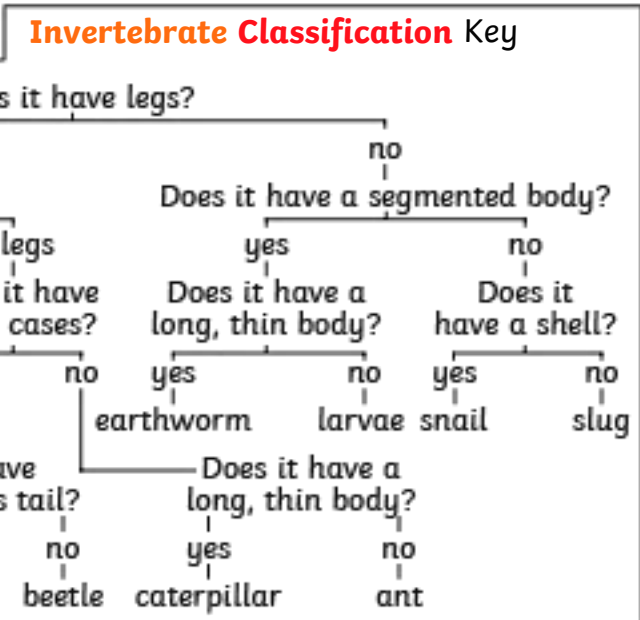 Invertebrate Classification Key
s it have legs?
no
Does it have a segmented body?
legs yes no
it have Does it have a Does it
cases? long, thin body? have a shell?
no yes no yes no
earthworm larvae snail slug
ave Does it have a
s tail? long, thin body?
no yes no
beetle caterpillar ant